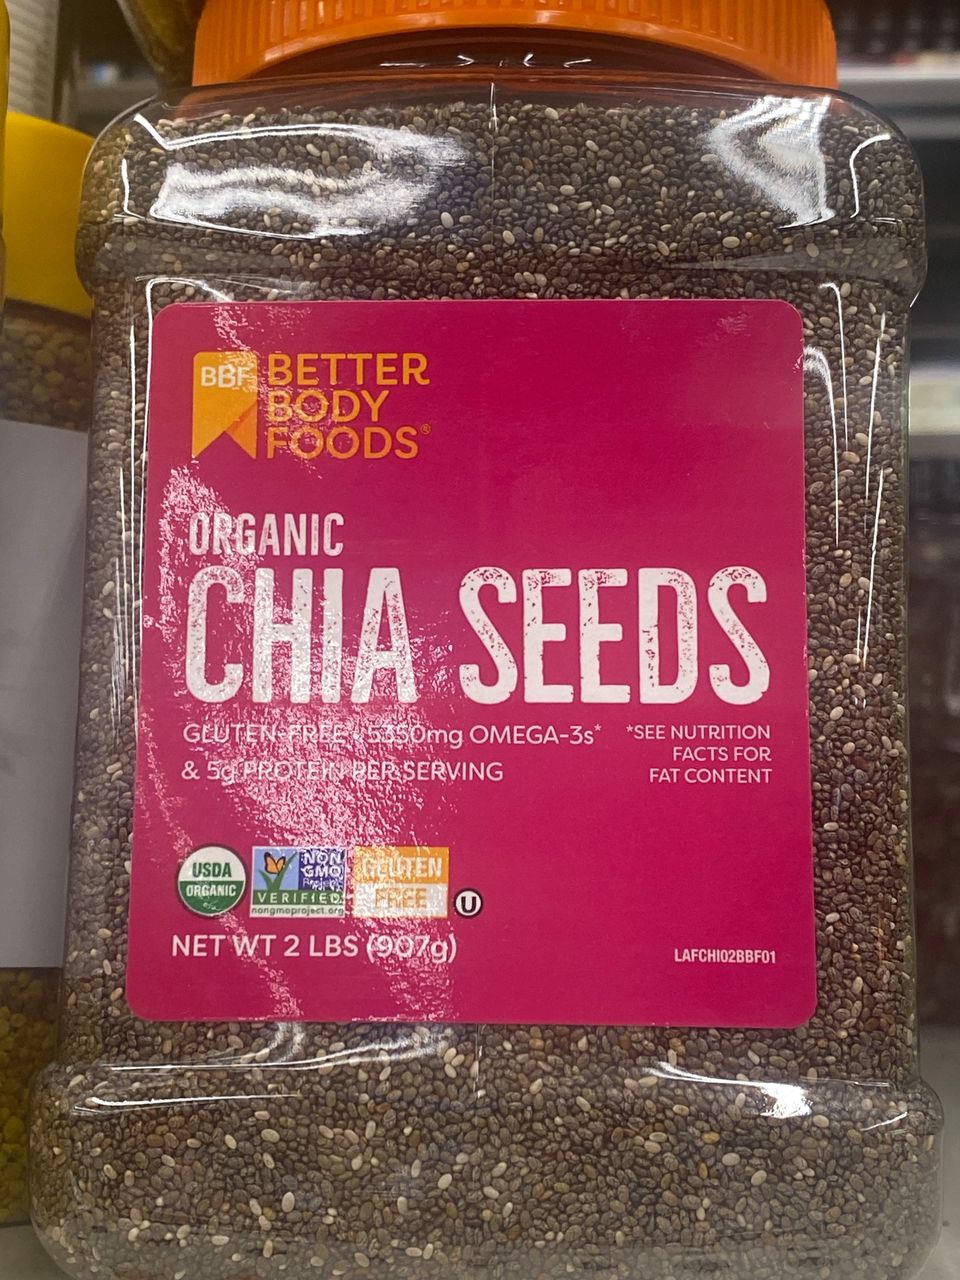 BBF
BETTER
BODY
FOODS®
ORGANIC
CHIA SEEDS
GLUTEN-FREE • 5350mg OMEGA-3s*
& 5g PROTEIN PER SERVING
*SEE NUTRITION
FACTS FOR
FAT CONTENT
USDA
ORGANIC
NON
GMO
Project
VERIFIED
nongmoproject.org
GLUTEN
FREE
U
NET WT 2 LBS (907g)
LAFCHI02BBF01